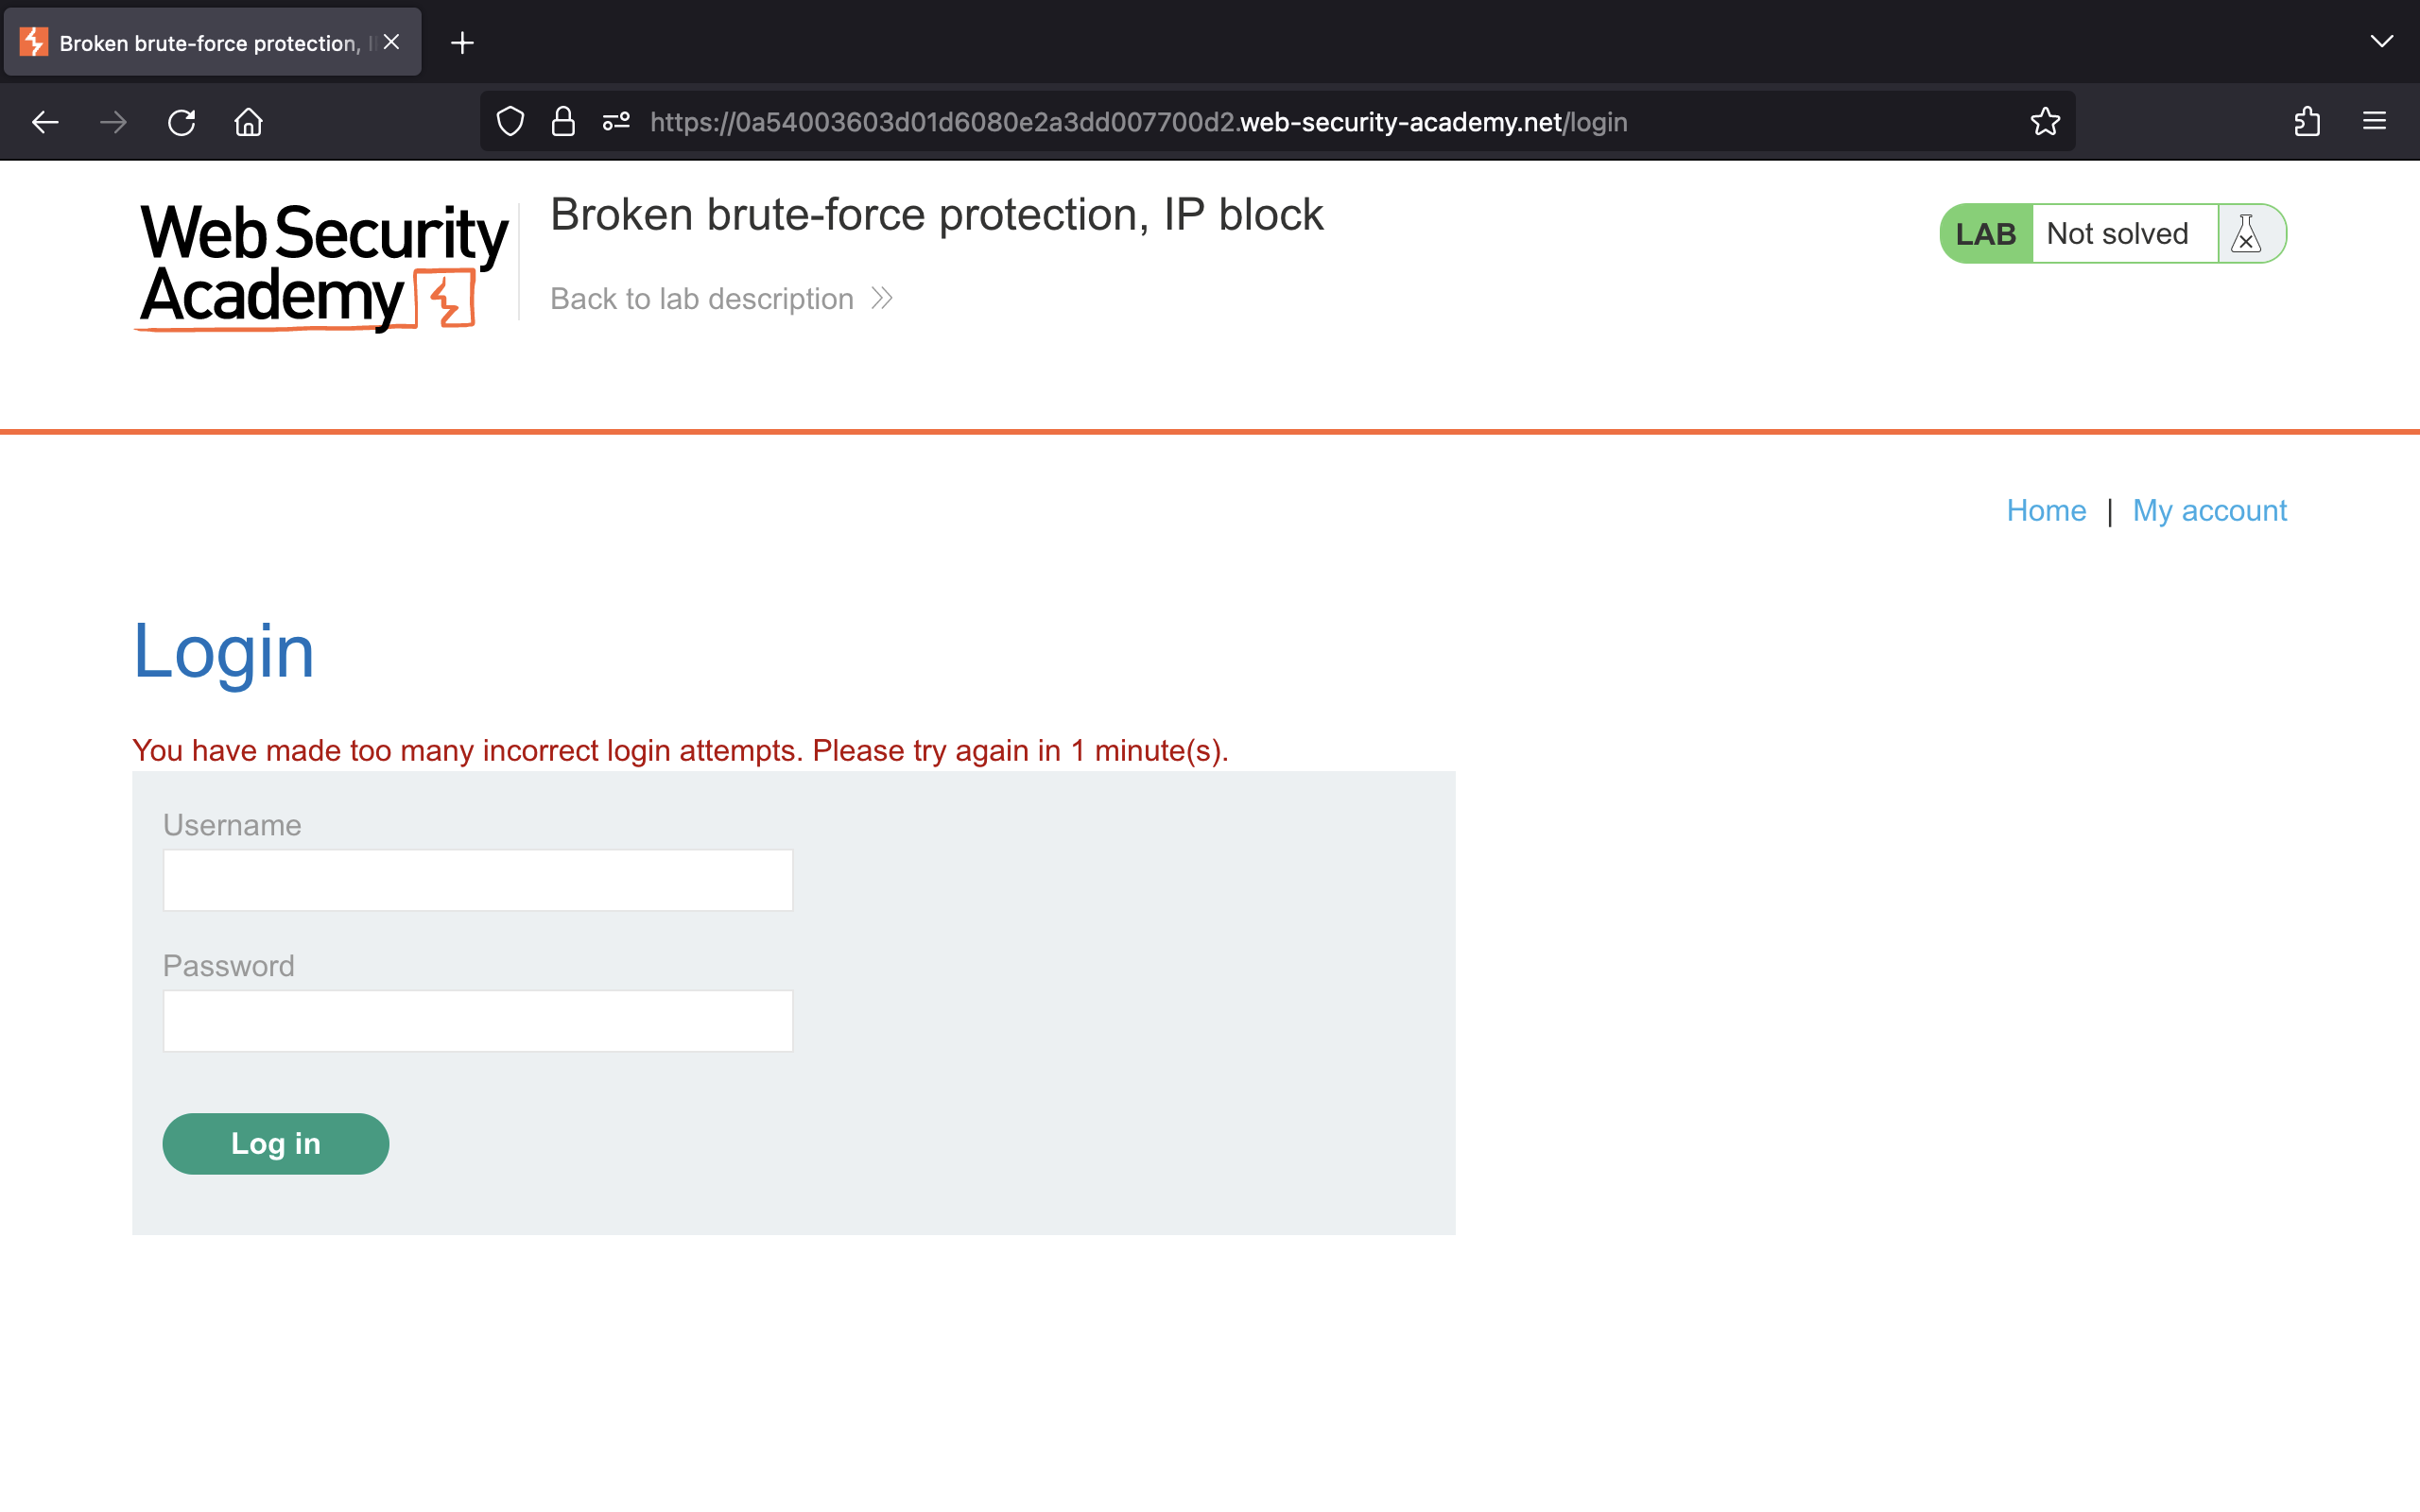 Broken brute-force protection,
https://0a54003603d01d6080e2a3dd007700d2.web-security-academy.net/login
Web Security
Academy
Broken brute-force protection, IP block
Back to lab description
LAB Not solved
Home | My account
Login
You have made too many incorrect login attempts. Please try again in 1 minute(s).
Username
Password
Log in